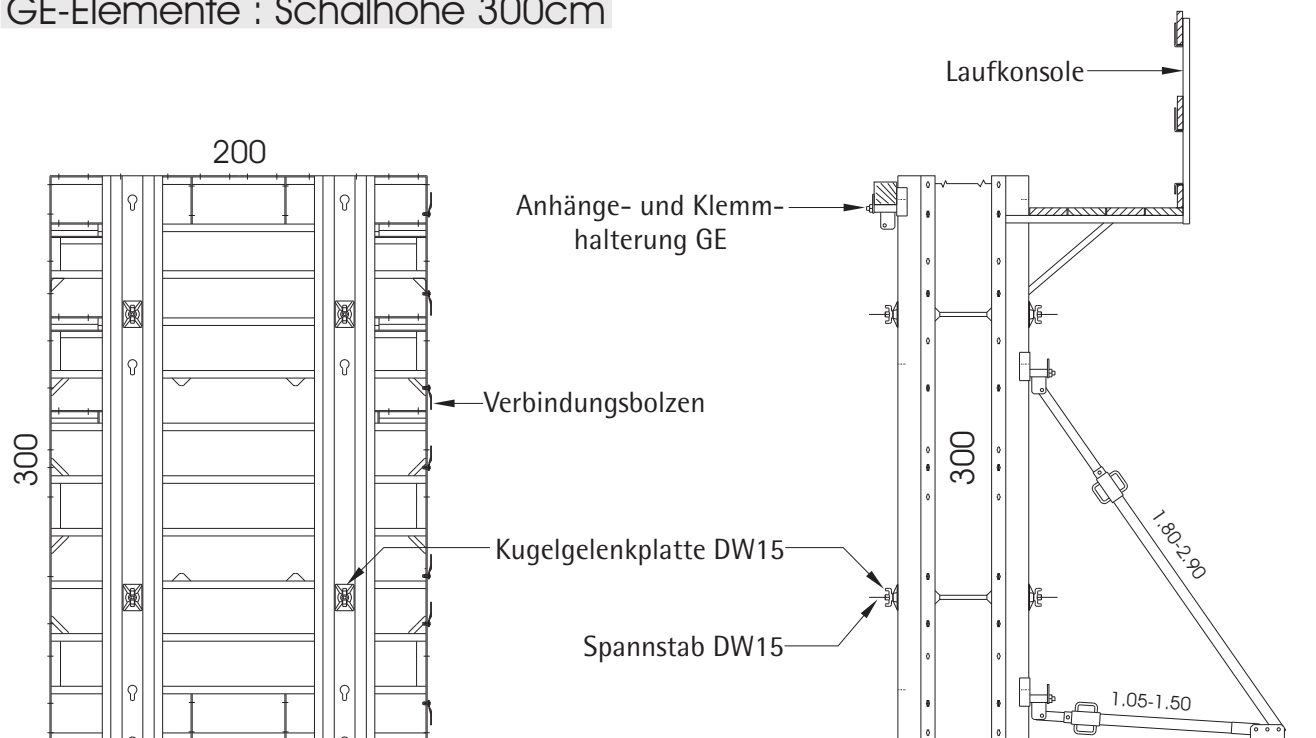 GE-Elemente : Schalhöhe 300cm
Laufkonsole
200
Anhänge- und Klemm-
halterung GE
Verbindungsbolzen
300
300
1.80-2.90
Kugelgelenkplatte DW15
Spannstab DW15
1.05-1.50